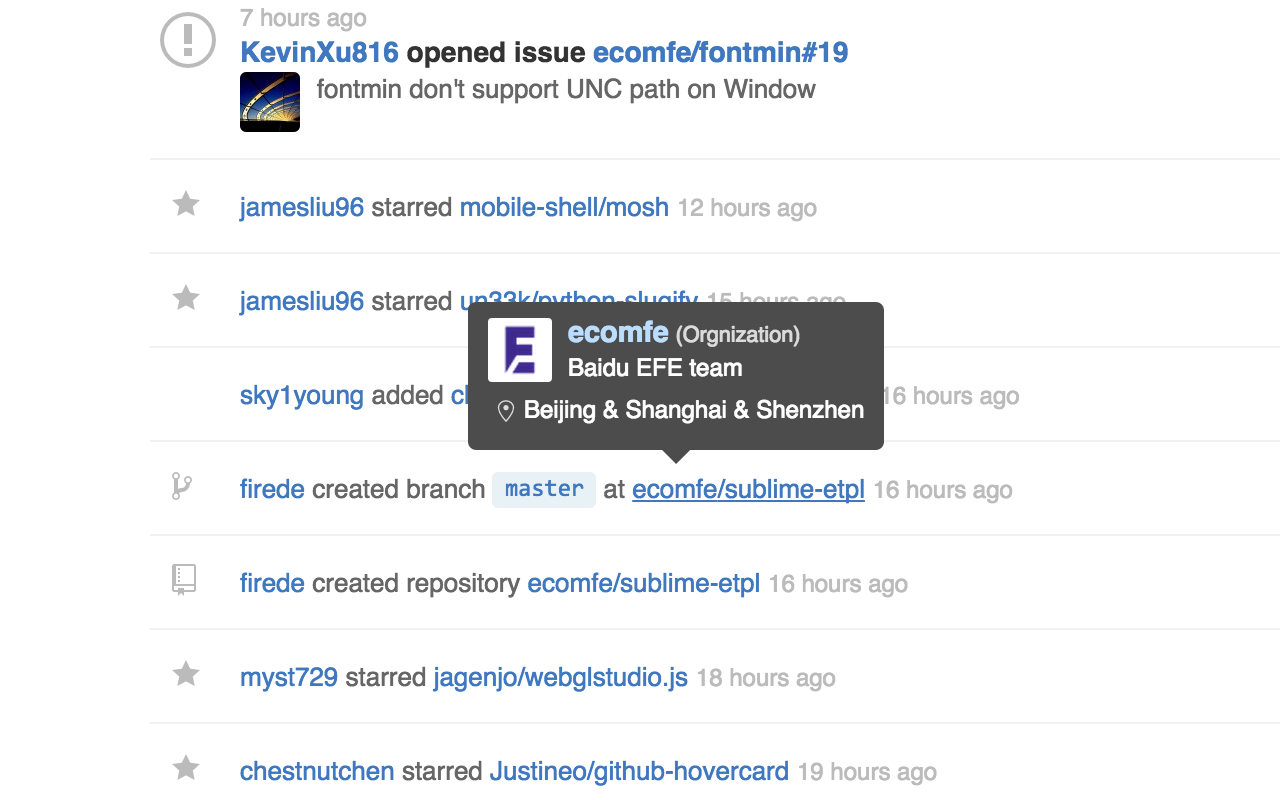 7 hours ago
KevinXu816 opened issue ecomfe/fontmin#19
fontmin don't support UNC path on Window
jamesliu96 starred mobile-shell/mosh 12 hours ago
jamesliu96 starred un33k/python-slugify 15 hours ago
ecomfe (Orgnization)
Baidu EFE team
Beijing & Shanghai & Shenzhen
sky1young added 16 hours ago
firede created branch master at ecomfe/sublime-etpl 16 hours ago
firede created repository ecomfe/sublime-etpl 16 hours ago
myst729 starred jagenjo/webglstudio.js 18 hours ago
chestnutchen starred Justineo/github-hovercard 19 hours ago